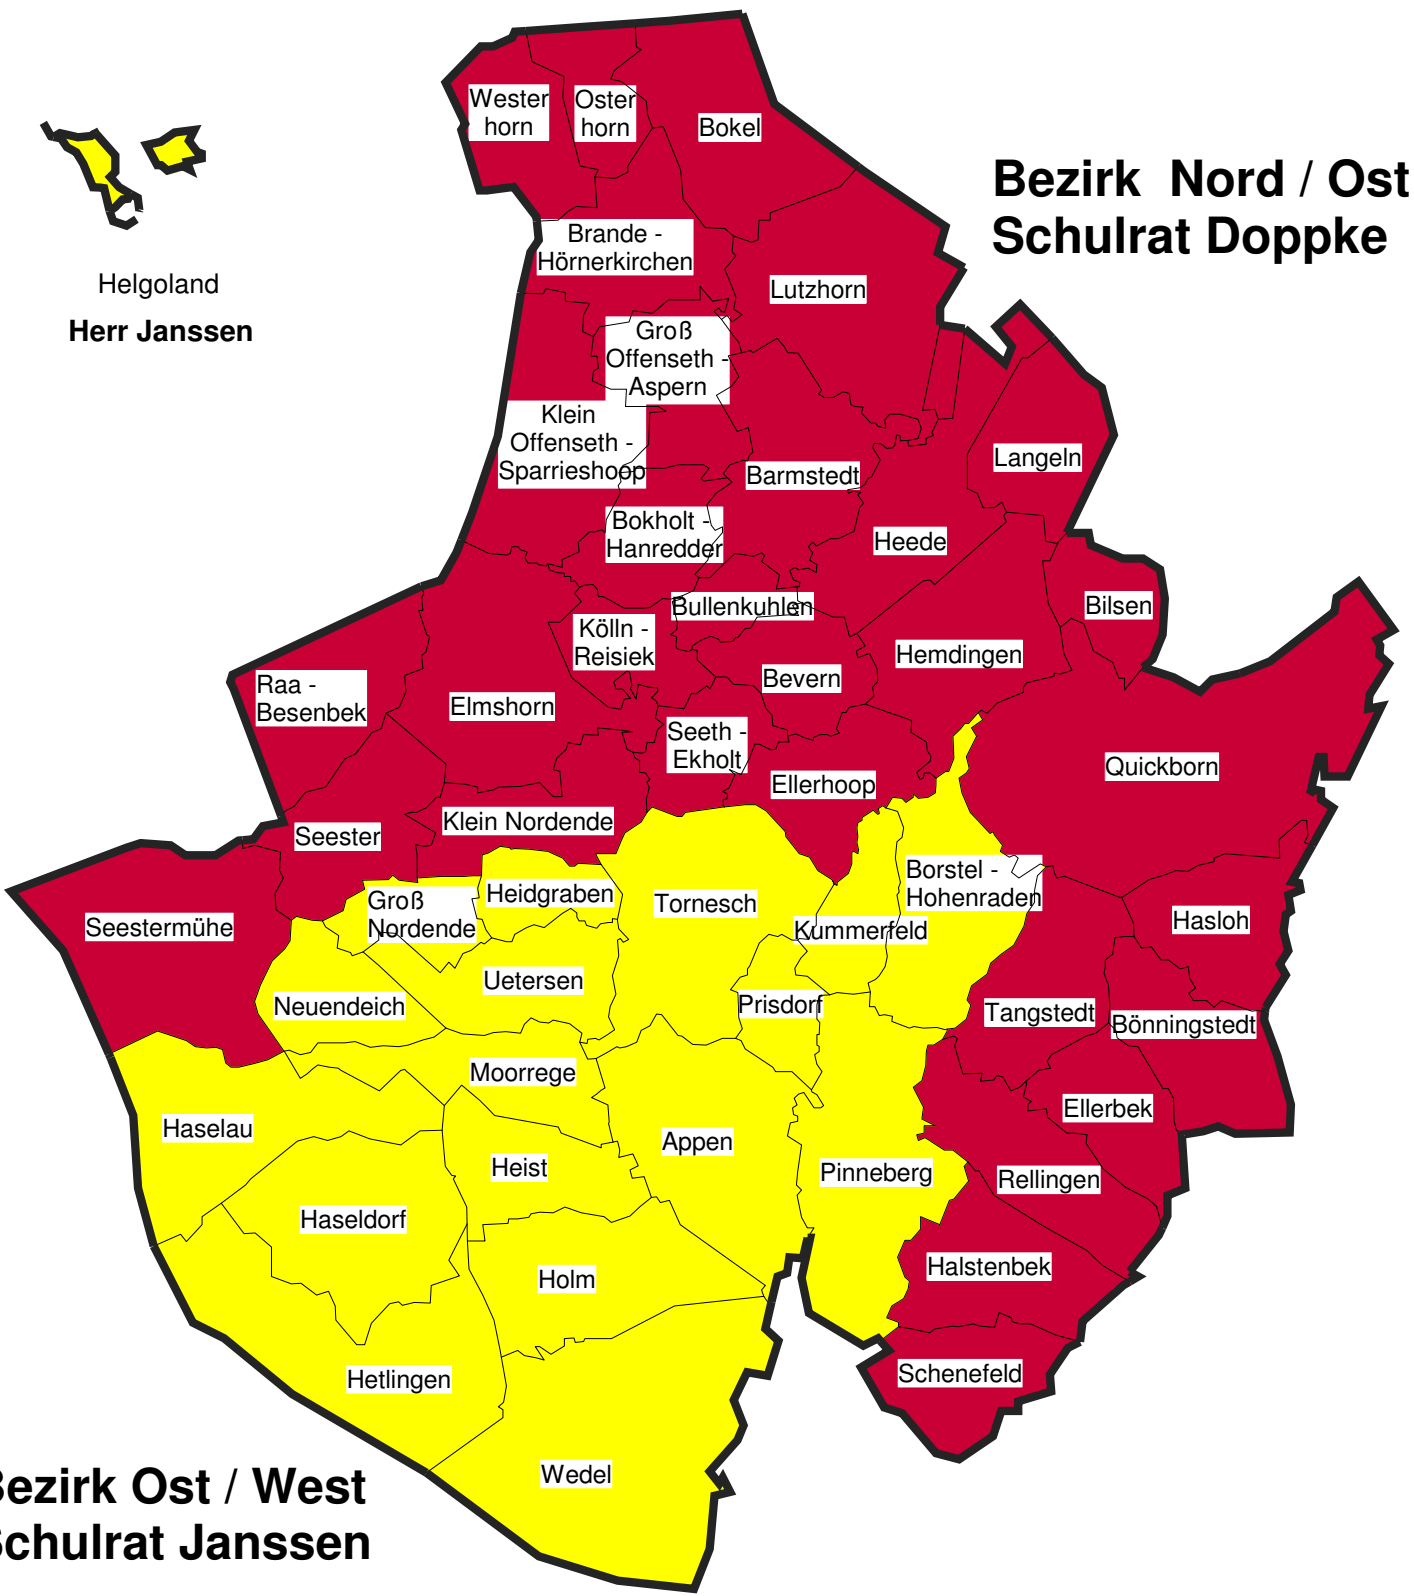 Wester
horn
Oster
horn
Bokel
Bezirk  Nord / Ost
Schulrat Doppke
Helgoland
Herr Janssen
Brande -
Hörnerkirchen
Lutzhorn
Groß
Offenseth -
Aspern
Klein
Offenseth -
Sparrieshoop
Barmstedt
Langeln
Bokholt -
Hanredder
Heede
Bullenkuhlen
Bilsen
Kölln -
Reisiek
Hemdingen
Bevern
Raa -
Besenbek
Elmshorn
Seeth -
Ekholt
Quickborn
Ellerhoop
Klein Nordende
Seester
Borstel -
Hohenraden
Heidgraben
Groß
Nordende
Tornesch
Seestermühe
Kummerfeld
Hasloh
Uetersen
Neuendeich
Prisdorf
Tangstedt
Bönningstedt
Moorrege
Ellerbek
Haselau
Appen
Heist
Pinneberg
Rellingen
Haseldorf
Halstenbek
Holm
Hetlingen
Schenefeld
Wedel
Bezirk Ost / West
Schulrat Janssen